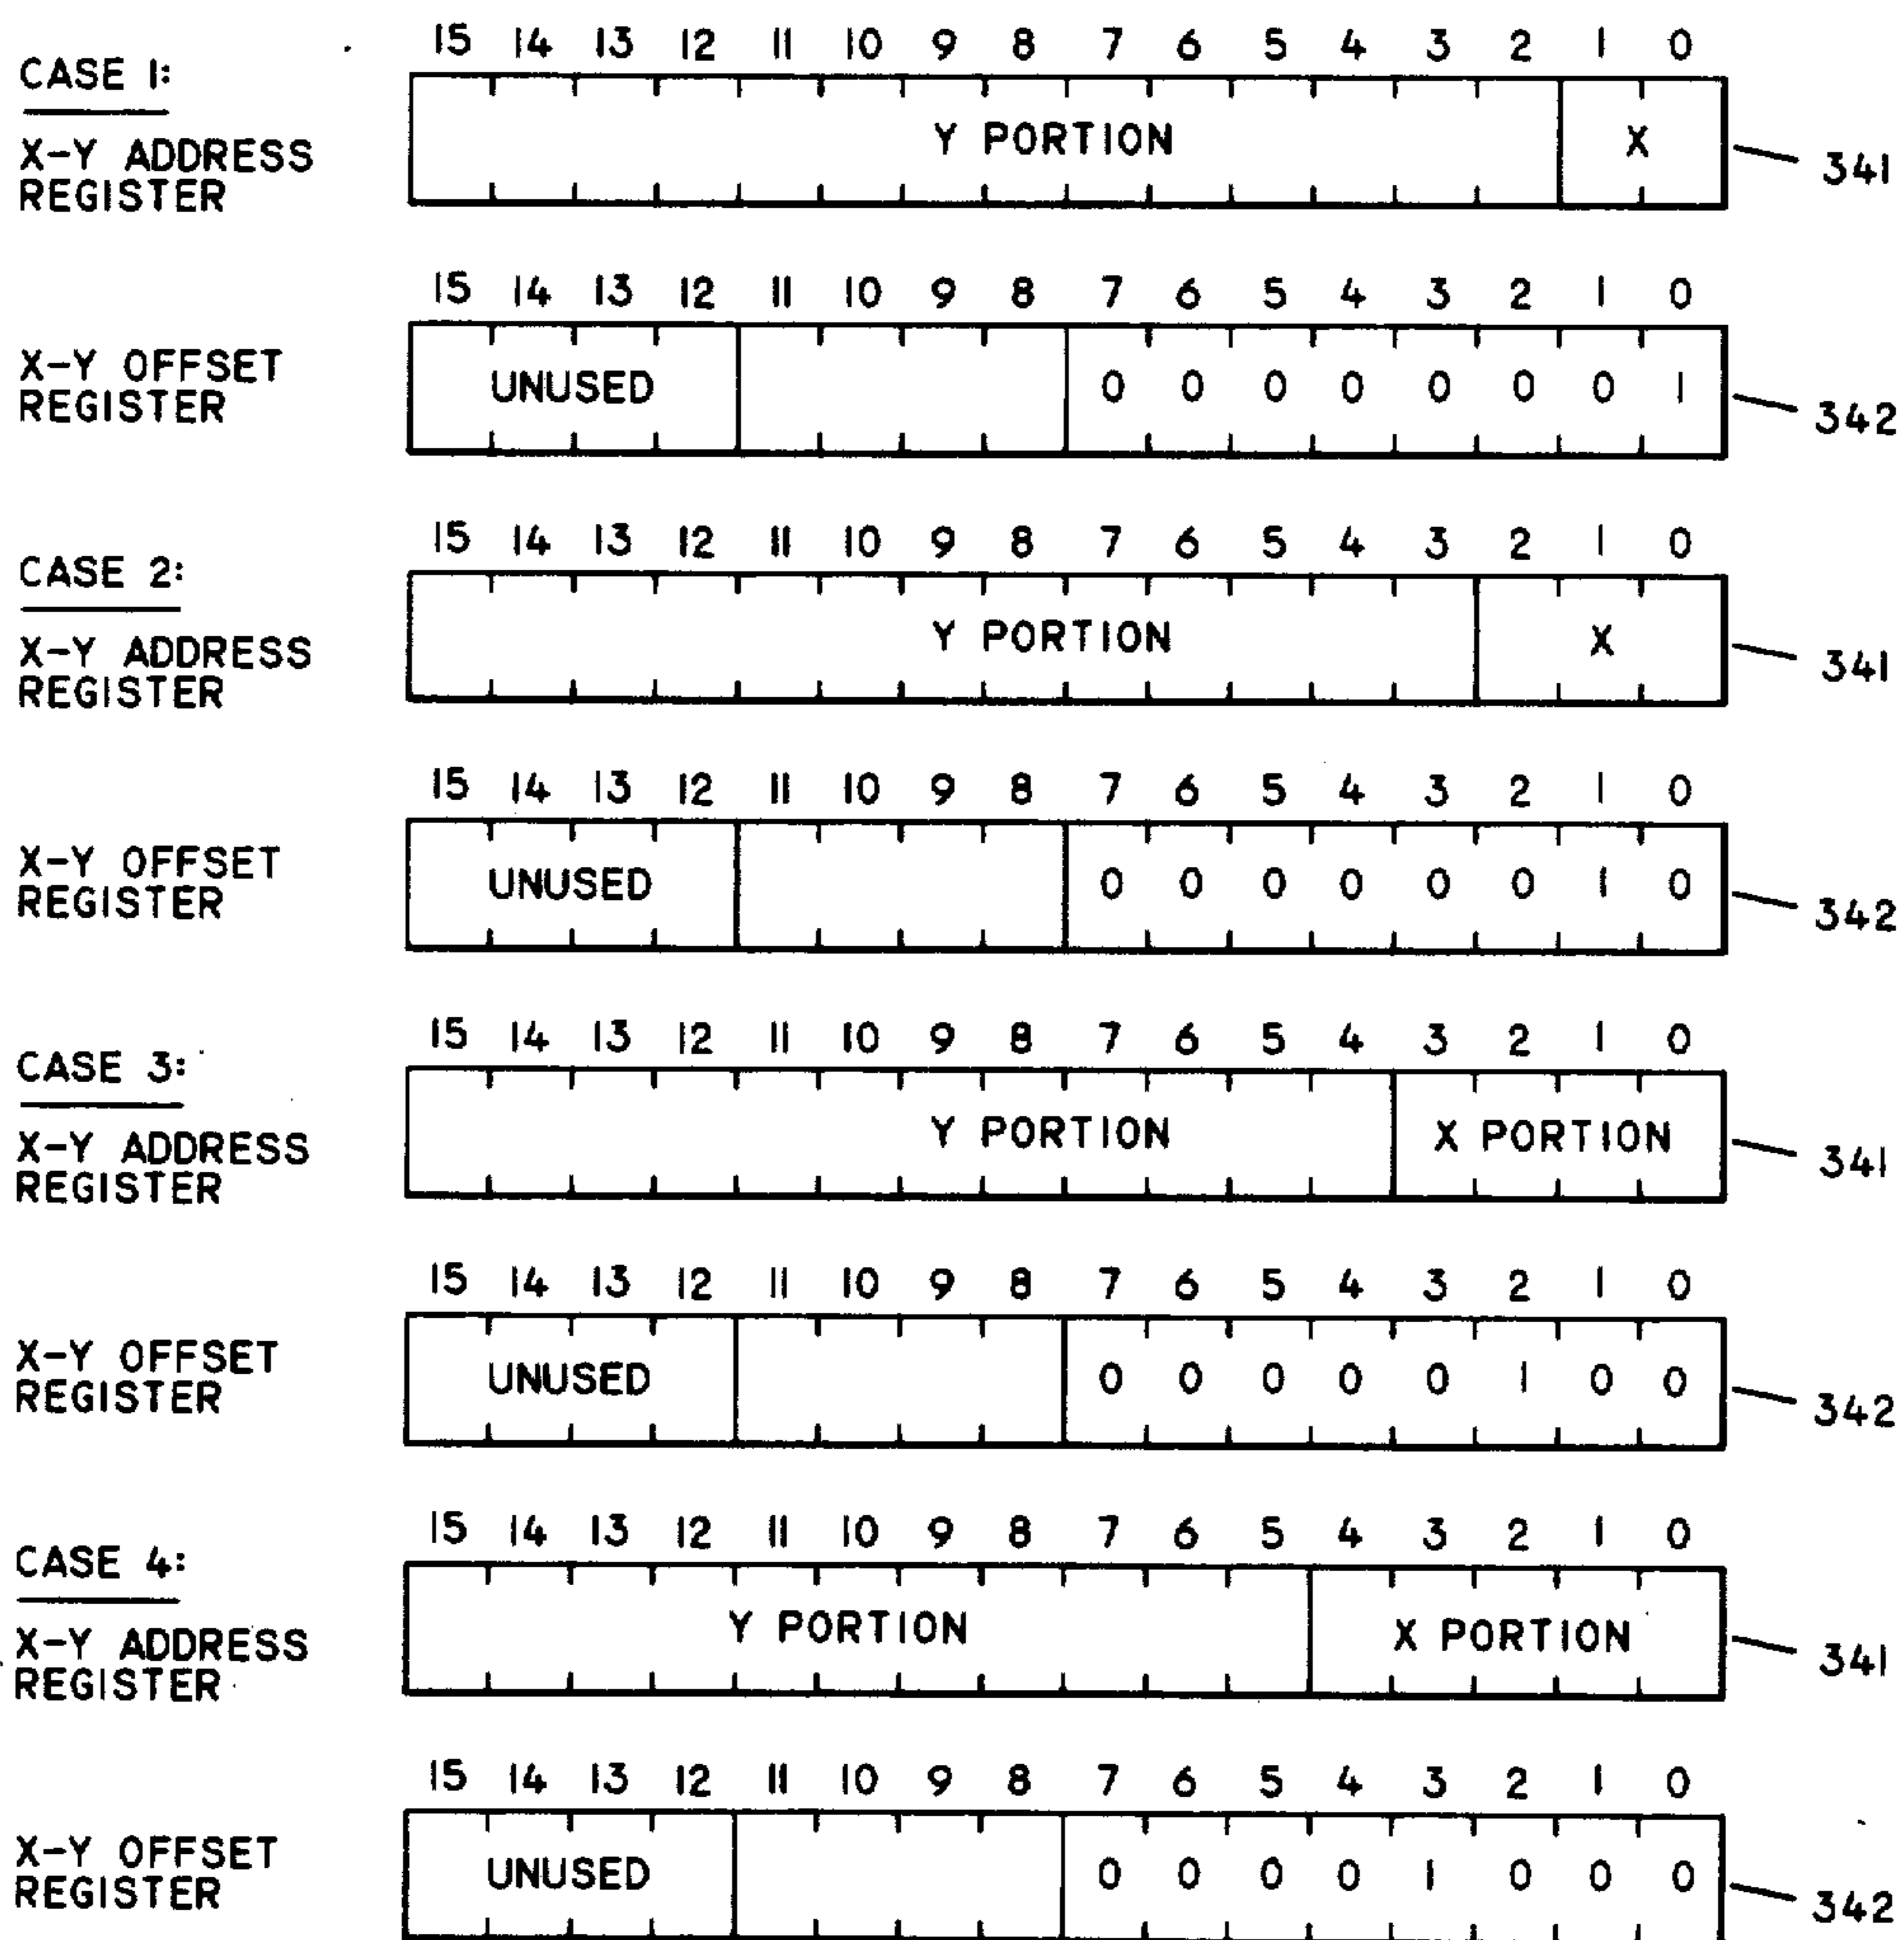 15 14 13 12 11 10 9 8 7 6 5 4 3 2 1 0
CASE 1:
X-Y ADDRESS
REGISTER
Y PORTION X
341
15 14 13 12 11 10 9 8 7 6 5 4 3 2 1 0
X-Y OFFSET
REGISTER
UNUSED 0 0 0 0 0 0 0 1
342
15 14 13 12 11 10 9 8 7 6 5 4 3 2 1 0
CASE 2:
X-Y ADDRESS
REGISTER
Y PORTION X
341
15 14 13 12 11 10 9 8 7 6 5 4 3 2 1 0
X-Y OFFSET
REGISTER
UNUSED 0 0 0 0 0 0 1 0
342
15 14 13 12 11 10 9 8 7 6 5 4 3 2 1 0
CASE 3:
X-Y ADDRESS
REGISTER
Y PORTION X PORTION
341
15 14 13 12 11 10 9 8 7 6 5 4 3 2 1 0
X-Y OFFSET
REGISTER
UNUSED 0 0 0 0 0 1 0 0
342
15 14 13 12 11 10 9 8 7 6 5 4 3 2 1 0
CASE 4:
X-Y ADDRESS
REGISTER
Y PORTION X PORTION
341
15 14 13 12 11 10 9 8 7 6 5 4 3 2 1 0
X-Y OFFSET
REGISTER
UNUSED 0 0 0 0 1 0 0 0
342